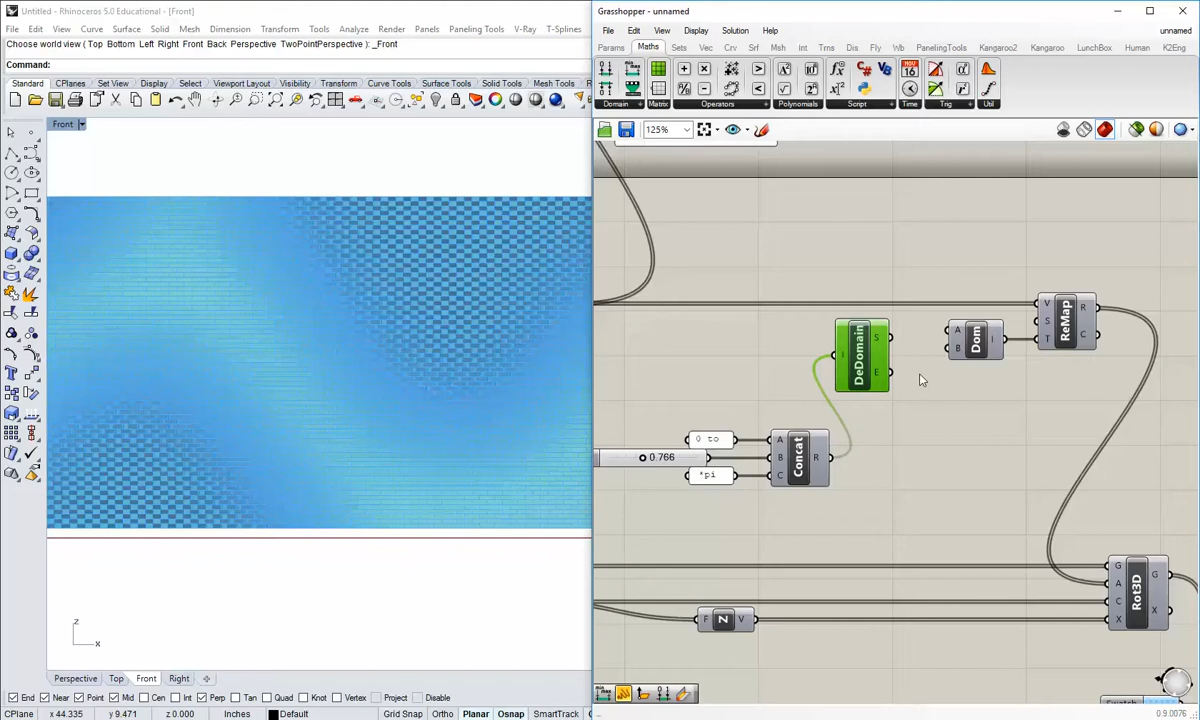 Untitled - Rhinoceros 5.0 Educational - [Front]
File Edit View Curve Surface Solid Mesh Dimension Transform Tools Analyze Render Panels Paneling Tools V-Ray T-Splines
Choose world view ( Top Bottom Left Right Front Back Perspective TwoPointPerspective ): _Front
Command:
Standard CPlanes Set View Display Select Viewport Layout Visibility Transform Curve Tools Surface Tools Solid Tools Mesh Tools
Front
z
x
Perspective Top Front Right
End Near Point Mid Cen Int Perp Tan Quad Knot Vertex Project Disable
CPlane x 44.335 y 9.471 z 0.000 Inches Default Grid Snap Ortho Planar Osnap SmartTrack
Grasshopper - unnamed
File Edit View Display Solution Help unnamed
Params Maths Sets Vec Crv Srf Msh Int Trns Dis Fly Wb PanelingTools Kangaroo2 Kangaroo LunchBox Human K2Eng
Domain Matrix Operators Polynomials Script Time Trig Util
125%
I DeDomain S E
A B Dom I
V S T ReMap R C
0 to
0.766
*pi
A B C Concat R
F Z V
G A C X Rot3D G X
Swatch
0.9.0076